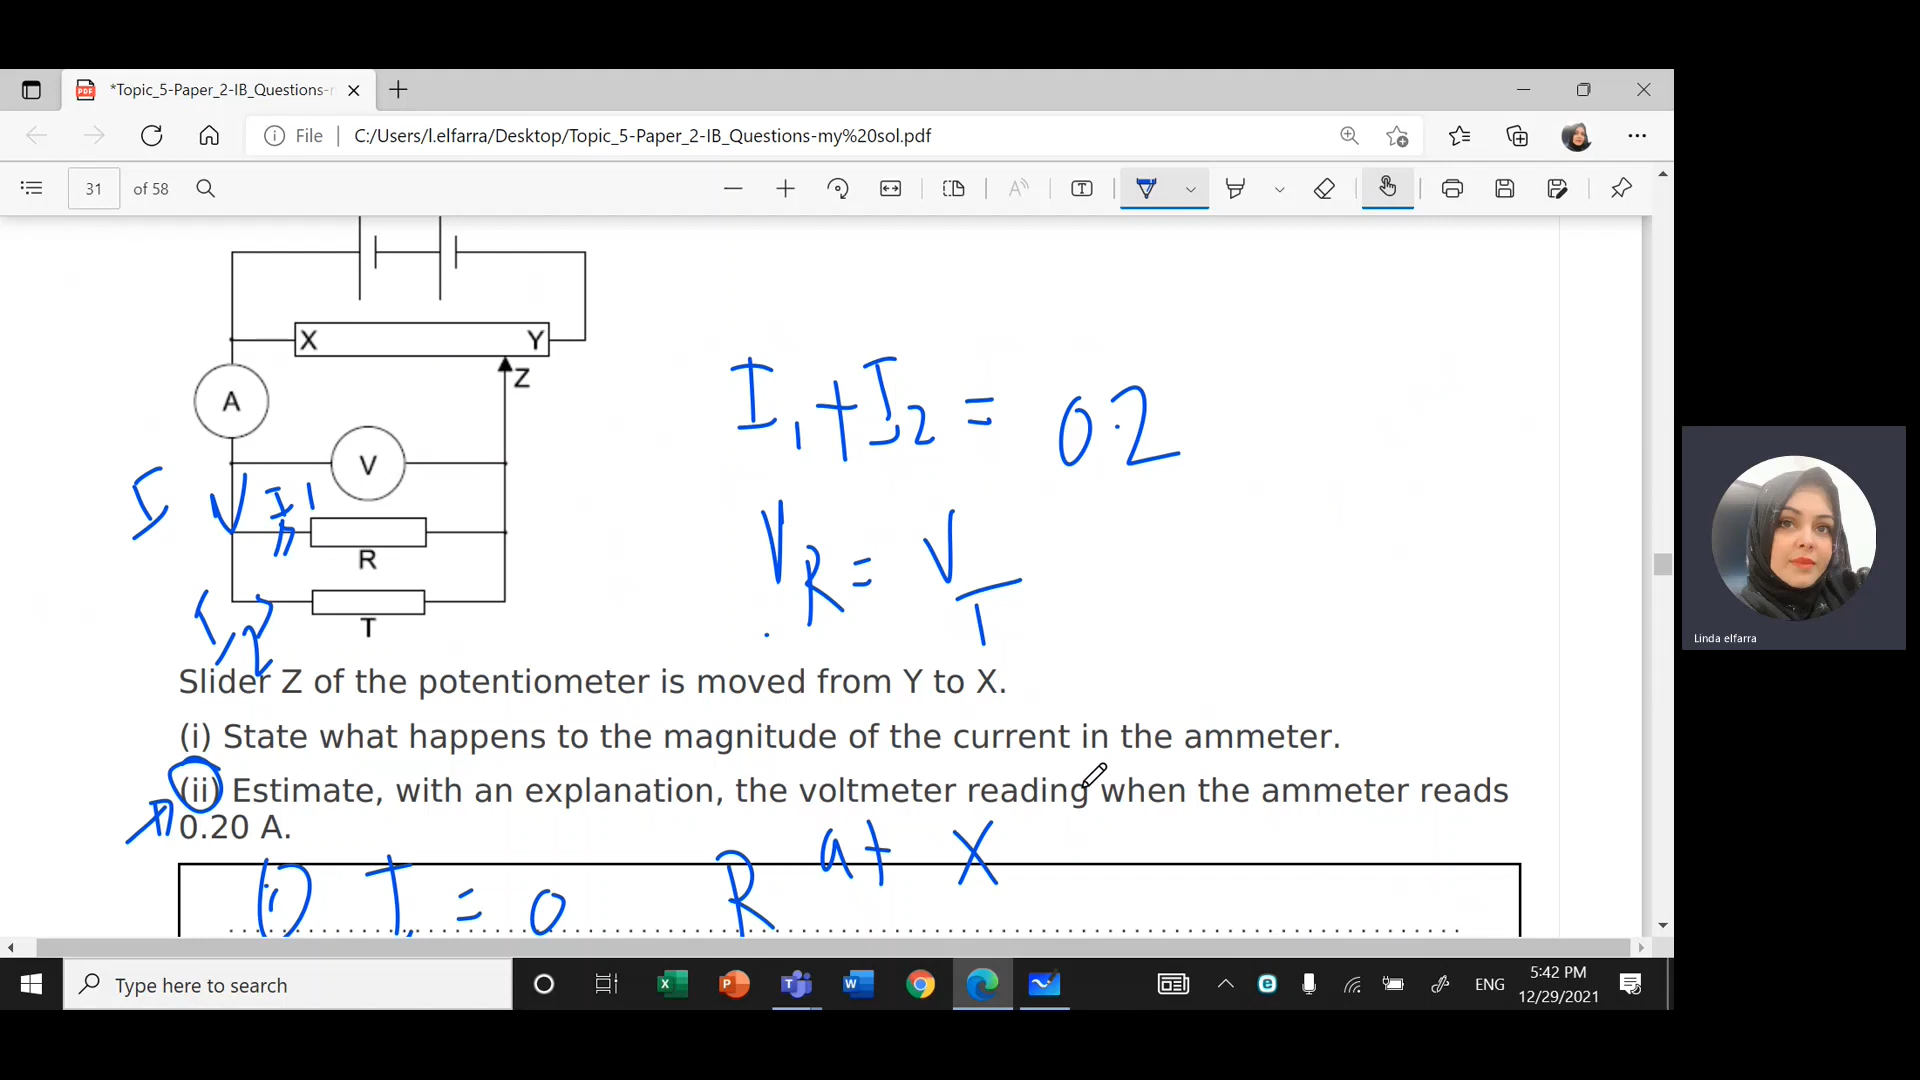 *Topic_5-Paper_2-IB_Questions-
File
C:/Users/l.elfarra/Desktop/Topic_5-Paper_2-IB_Questions-my%20sol.pdf
31
of 58
X
Y
Z
A
V
R
T
I
I1
I2
I1 + I2 = 0.2
VR = VT
Slider Z of the potentiometer is moved from Y to X.
(i) State what happens to the magnitude of the current in the ammeter.
(ii) Estimate, with an explanation, the voltmeter reading when the ammeter reads
0.20 A.
at X
I = 0
R
Type here to search
ENG
5:42 PM
12/29/2021
Linda elfarra